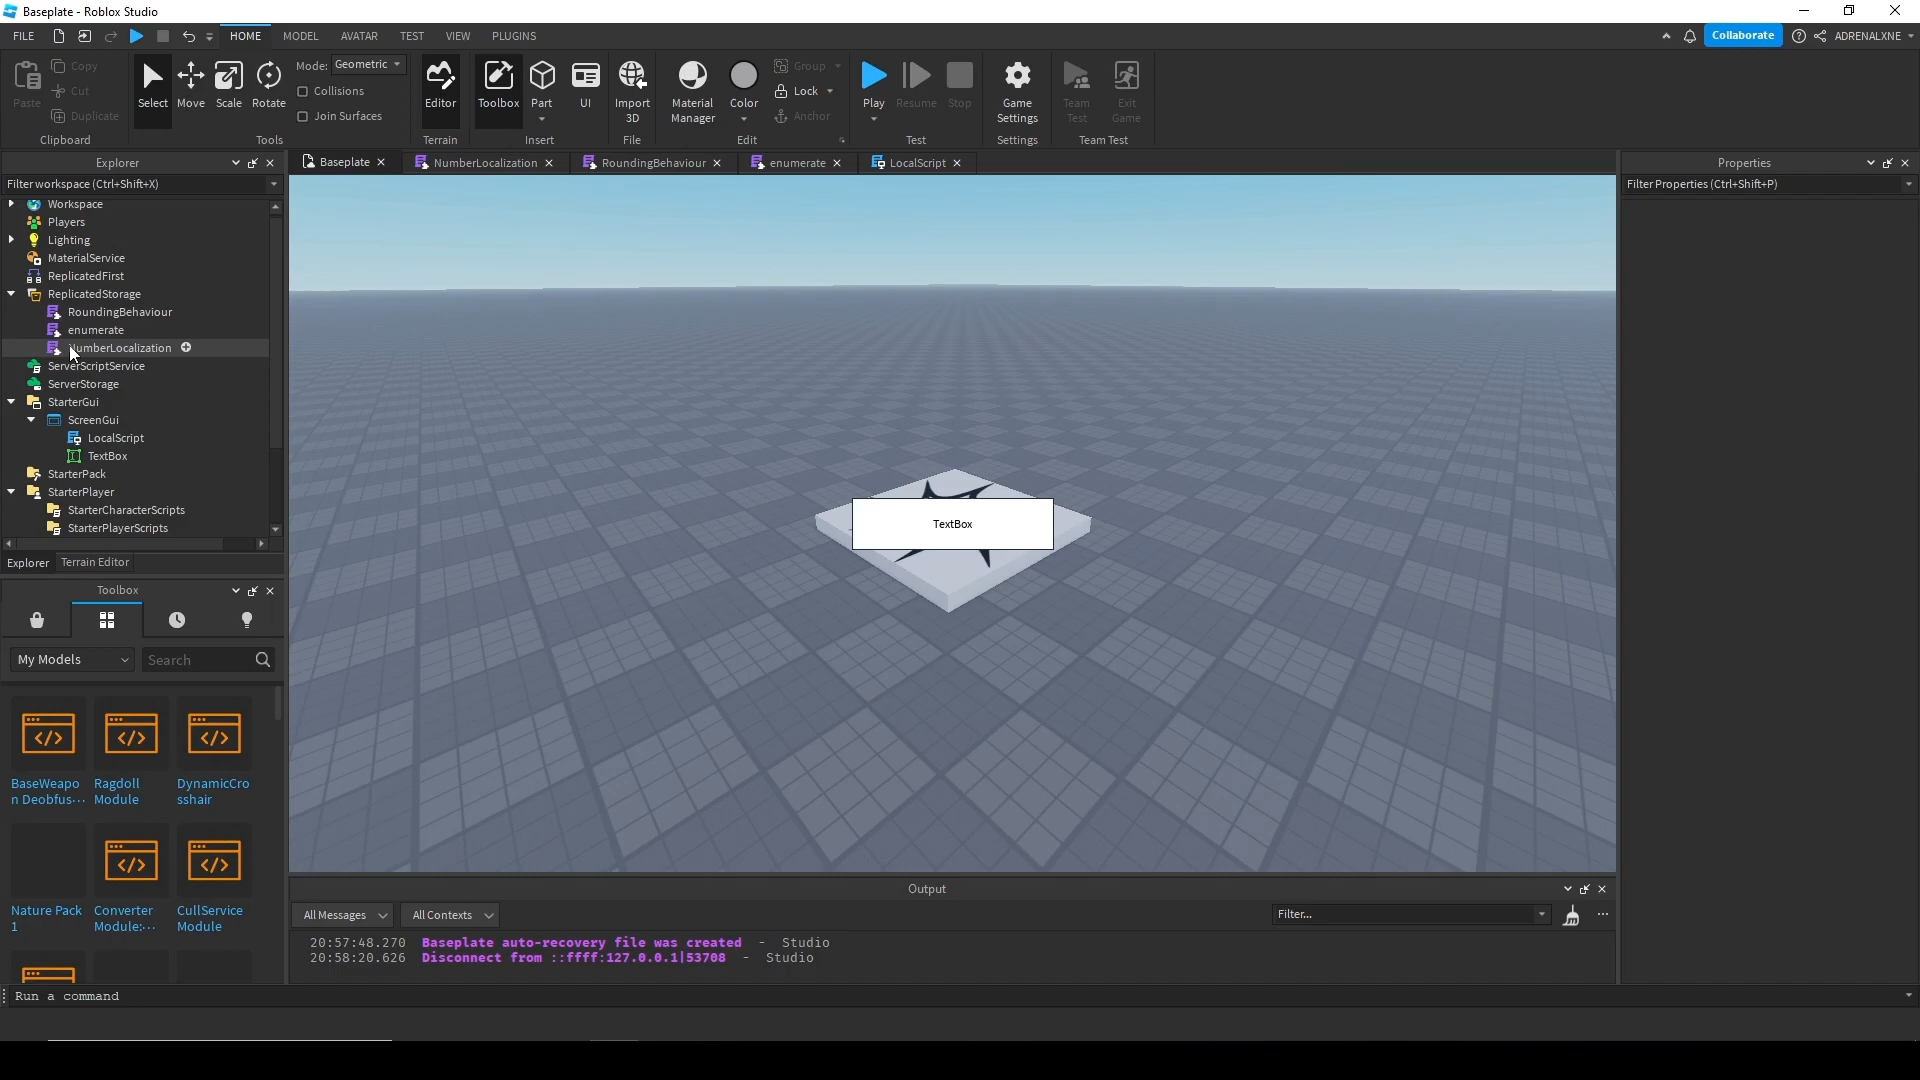 Baseplate - Roblox Studio
FILE
HOME
MODEL
AVATAR
TEST
VIEW
PLUGINS
Collaborate
ADRENALXNE
Paste
Copy
Cut
Duplicate
Clipboard
Select
Move
Scale
Rotate
Mode: Geometric
Collisions
Join Surfaces
Tools
Editor
Terrain
Toolbox
Part
UI
Insert
Import
3D
File
Material
Manager
Color
Group
Lock
Anchor
Edit
Play
Resume
Stop
Test
Game
Settings
Settings
Team
Test
Exit
Game
Team Test
Explorer
Filter workspace (Ctrl+Shift+X)
Workspace
Players
Lighting
MaterialService
ReplicatedFirst
ReplicatedStorage
RoundingBehaviour
enumerate
NumberLocalization
ServerScriptService
ServerStorage
StarterGui
ScreenGui
LocalScript
TextBox
StarterPack
StarterPlayer
StarterCharacterScripts
StarterPlayerScripts
Explorer
Terrain Editor
Toolbox
My Models
Search
BaseWeapo
n Deobfus...
Ragdoll
Module
DynamicCro
sshair
Nature Pack
1
Converter
Module:...
CullService
Module
Baseplate
NumberLocalization
RoundingBehaviour
enumerate
LocalScript
TextBox
Output
All Messages
All Contexts
Filter...
20:57:48.270 Baseplate auto-recovery file was created - Studio
20:58:20.626 Disconnect from ::ffff:127.0.0.1|53708 - Studio
Properties
Filter Properties (Ctrl+Shift+P)
Run a command